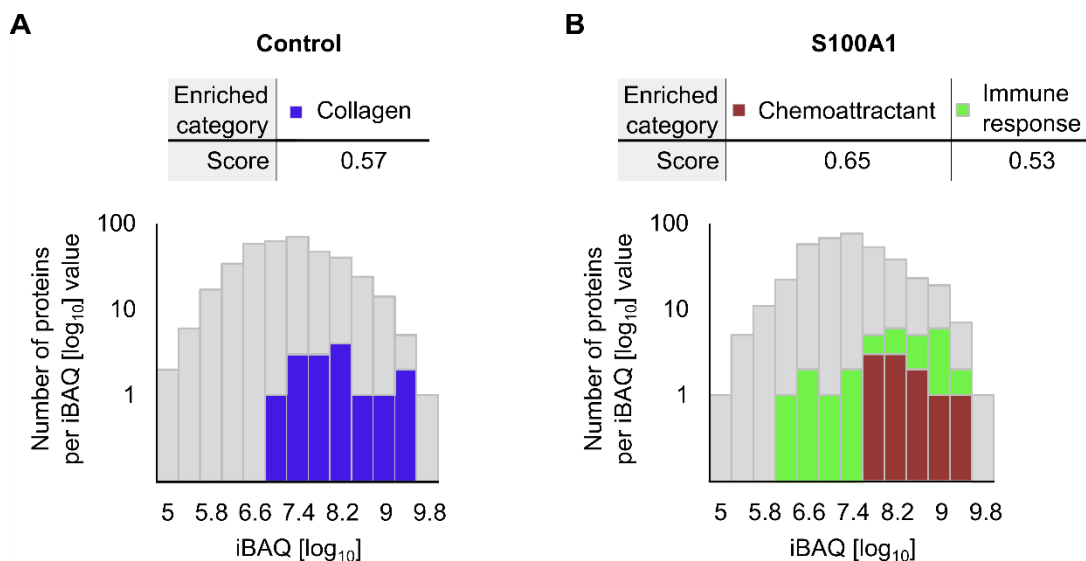 A
Control
Enriched
category
Collagen
Score
0.57
Number of proteins
per iBAQ [log10] value
100
10
1
5 5.8 6.6 7.4 8.2 9 9.8
iBAQ [log10]
B
S100A1
Enriched
category
Chemoattractant
Immune
response
Score
0.65
0.53
Number of proteins
per iBAQ [log10] value
100
10
1
5 5.8 6.6 7.4 8.2 9 9.8
iBAQ [log10]